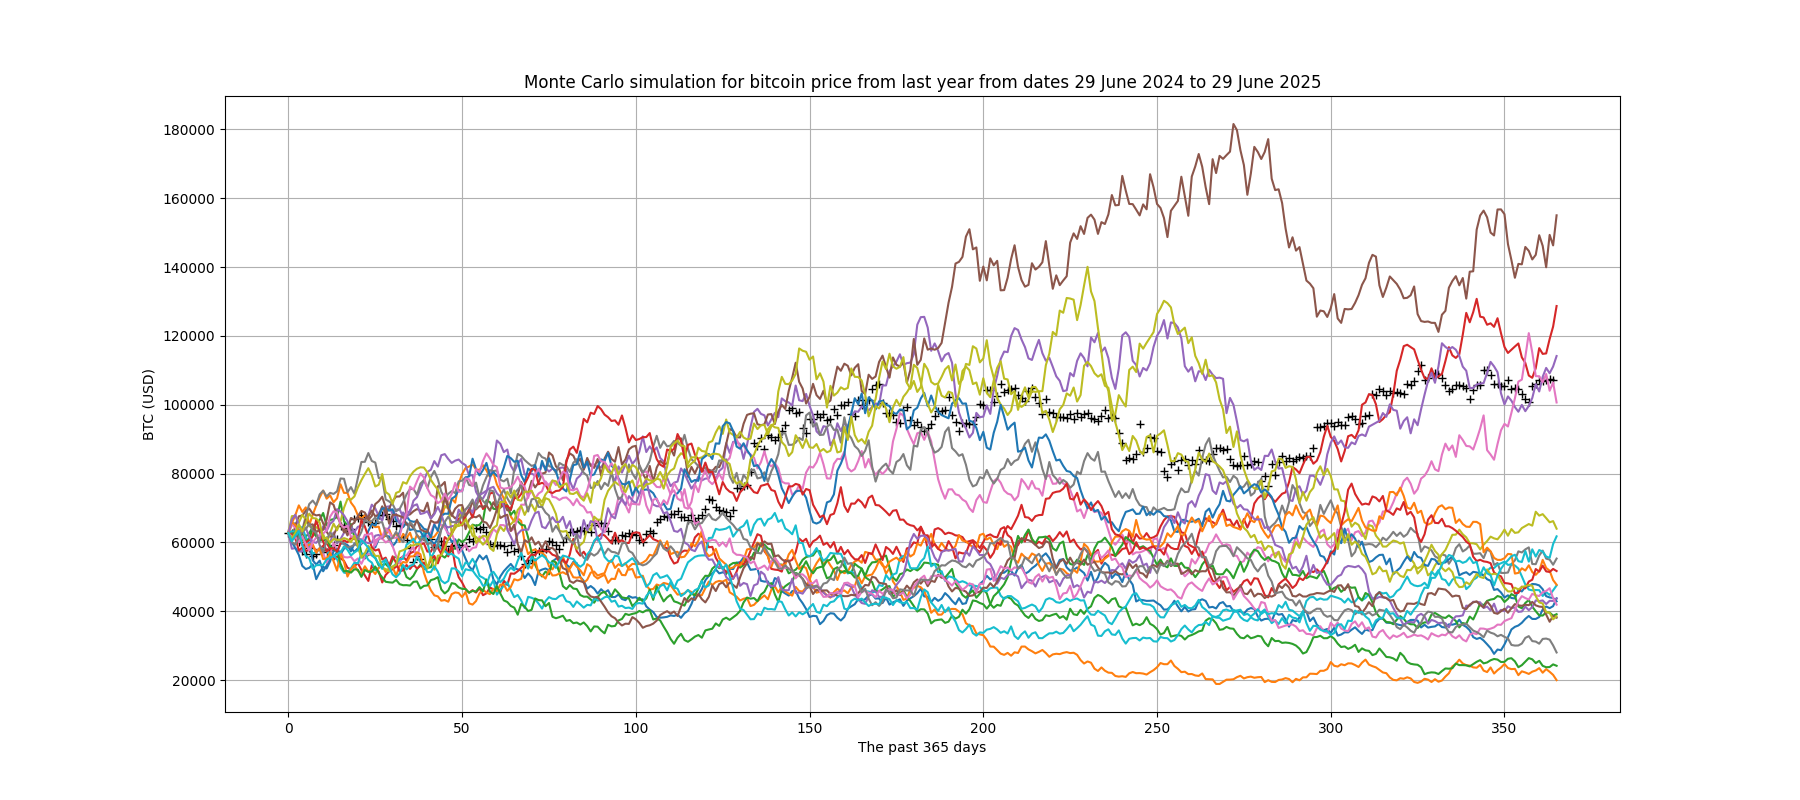 Monte Carlo simulation for bitcoin price from last year from dates 29 June 2024 to 29 June 2025
180000
160000
140000
120000
100000
80000
60000
40000
20000
BTC (USD)
0 50 100 150 200 250 300 350
The past 365 days